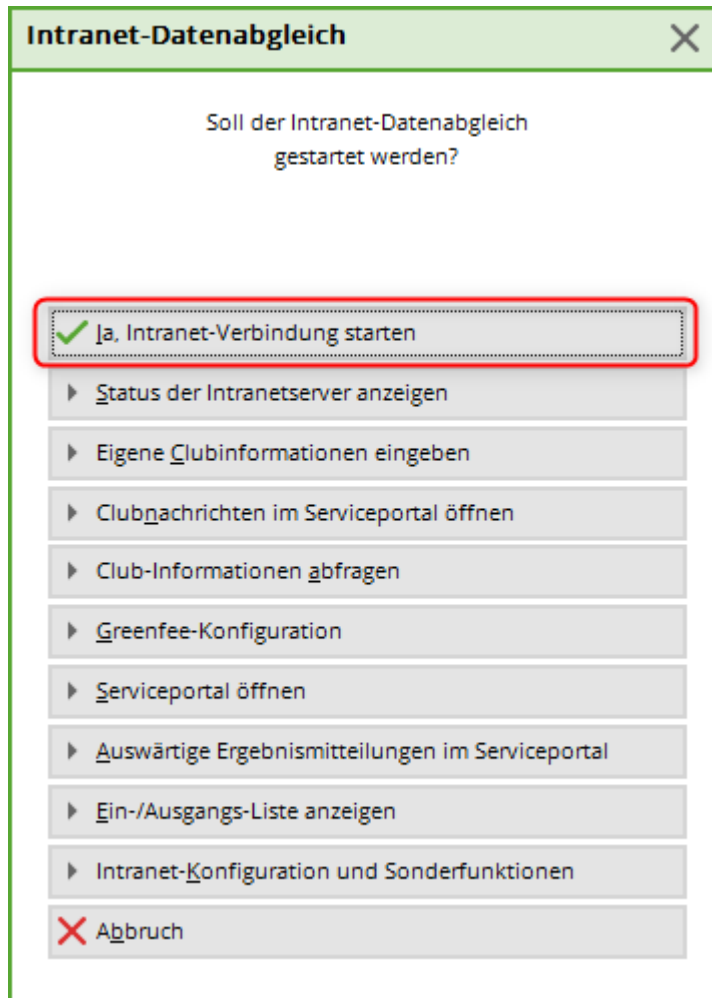 Intranet-Datenabgleich
Soll der Intranet-Datenabgleich
gestartet werden?
Ja, Intranet-Verbindung starten
Status der Intranetserver anzeigen
Eigene Clubinformationen eingeben
Clubnachrichten im Serviceportal öffnen
Club-Informationen abfragen
Greenfee-Konfiguration
Serviceportal öffnen
Auswärtige Ergebnismitteilungen im Serviceportal
Ein-/Ausgangs-Liste anzeigen
Intranet-Konfiguration und Sonderfunktionen
Abbruch